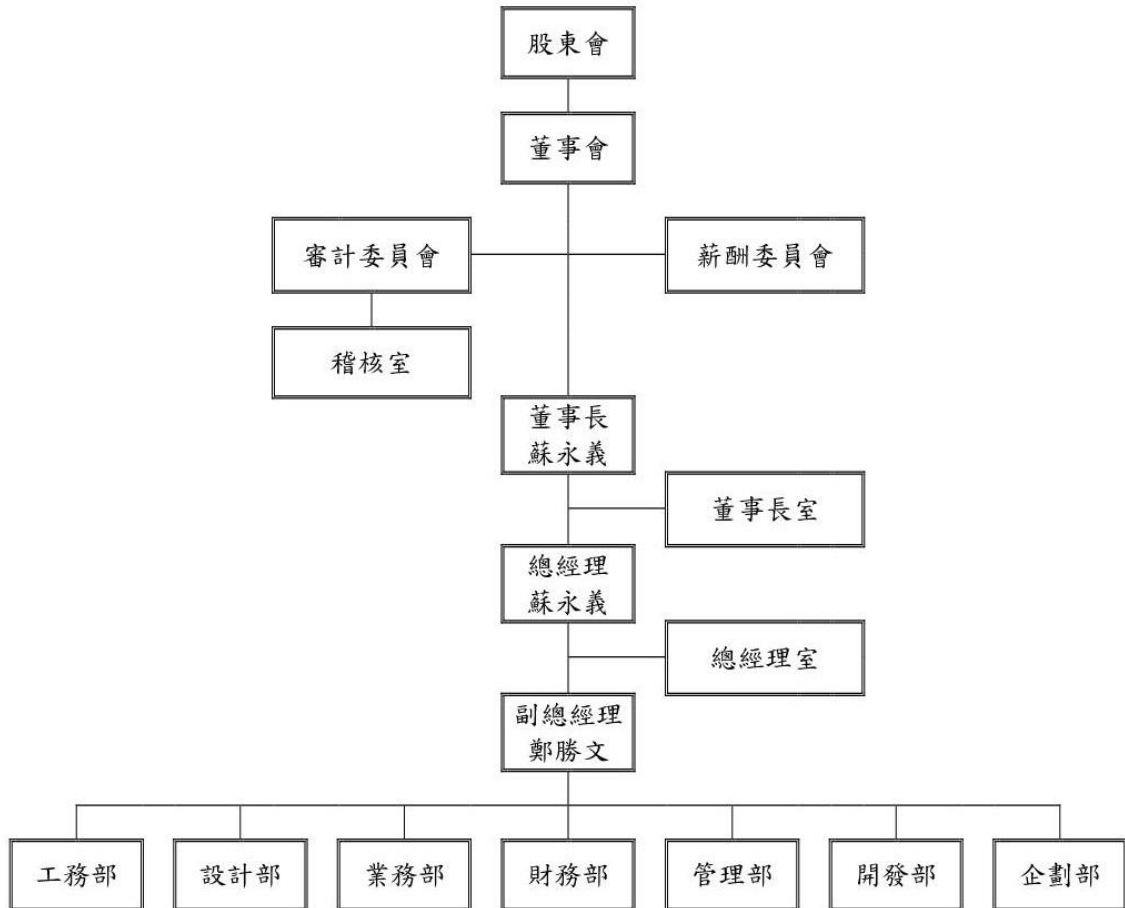 股東會
董事會
審計委員會
薪酬委員會
稽核室
董事長
蘇永義
董事長室
總經理
蘇永義
總經理室
副總經理
鄭勝文
工務部
設計部
業務部
財務部
管理部
開發部
企劃部